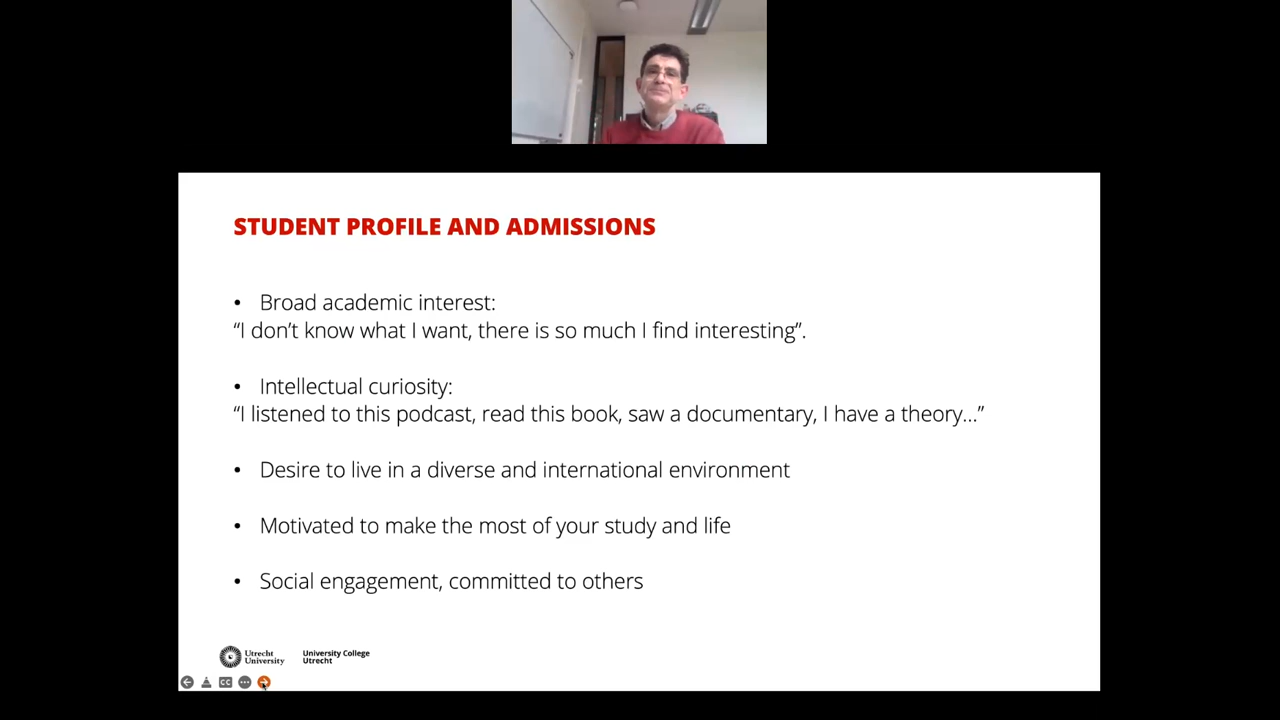 STUDENT PROFILE AND ADMISSIONS
• Broad academic interest:
“I don’t know what I want, there is so much I find interesting”.
• Intellectual curiosity:
“I listened to this podcast, read this book, saw a documentary, I have a theory...”
• Desire to live in a diverse and international environment
• Motivated to make the most of your study and life
• Social engagement, committed to others
Utrecht
University
University College
Utrecht
CC